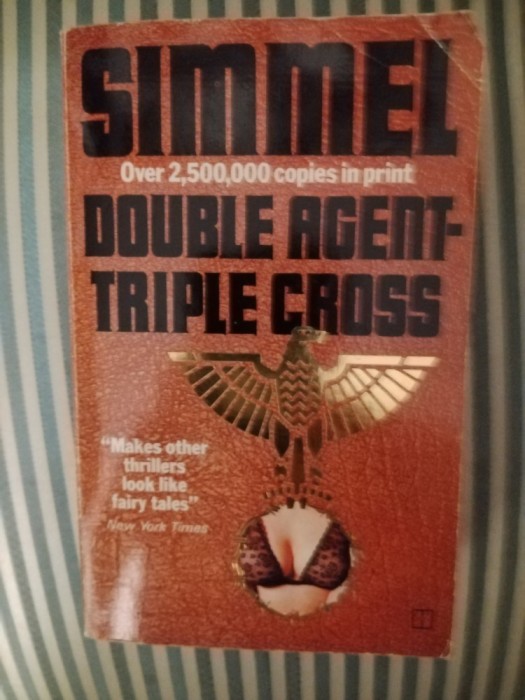 SIMMEL
Over 2,500,000 copies in print
DOUBLE AGENT-
TRIPLE CROSS
“Makes other
thrillers
look like
fairy tales”
New York Times